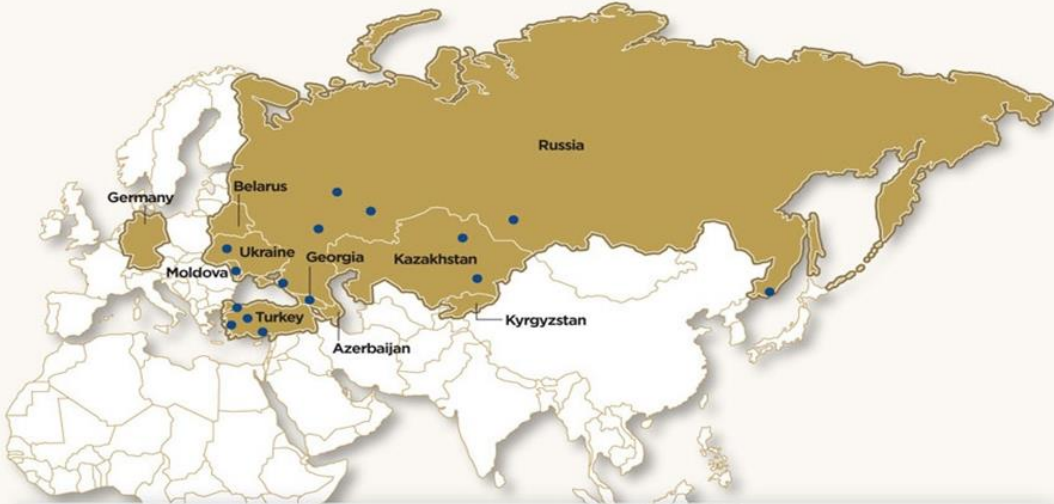 Russia
Belarus
Germany
Ukraine
Georgia
Kazakhstan
Moldova
Turkey
Kyrgyzstan
Azerbaijan